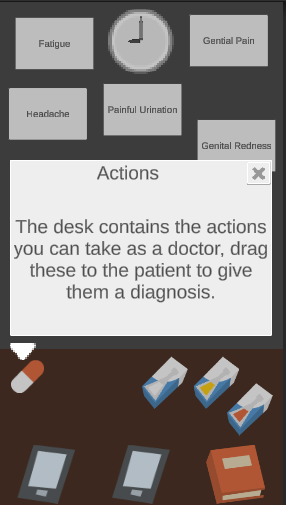 Fatigue
Gential Pain
Headache
Painful Urination
Genital Redness
Actions
The desk contains the actions
you can take as a doctor, drag
these to the patient to give
them a diagnosis.